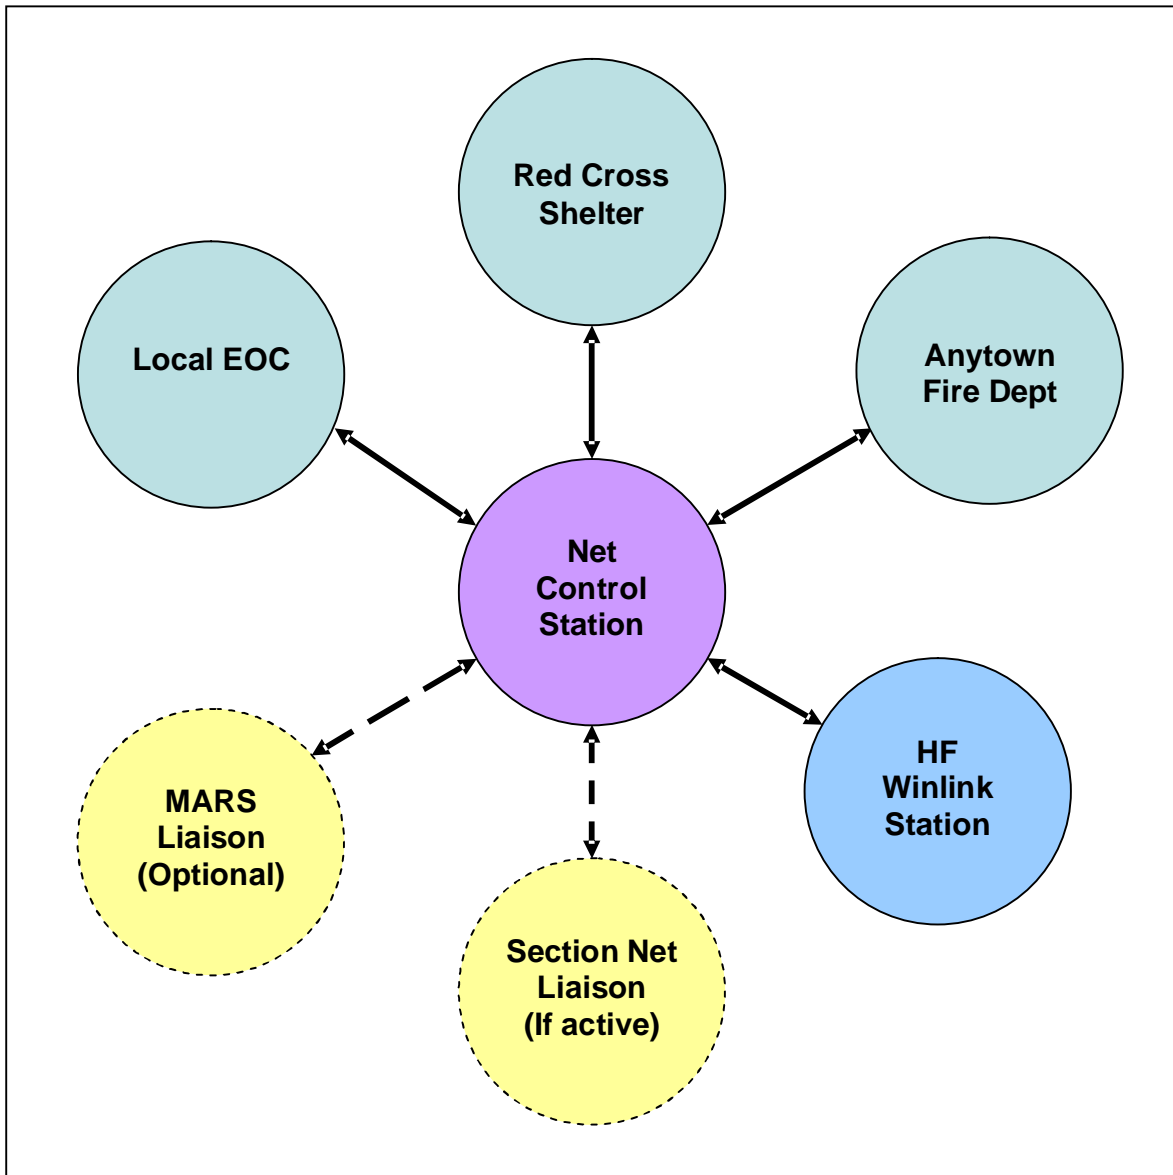 Red Cross
Shelter
Local EOC
Anytown
Fire Dept
Net
Control
Station
HF
Winlink
Station
MARS
Liaison
(Optional)
Section Net
Liaison
(If active)